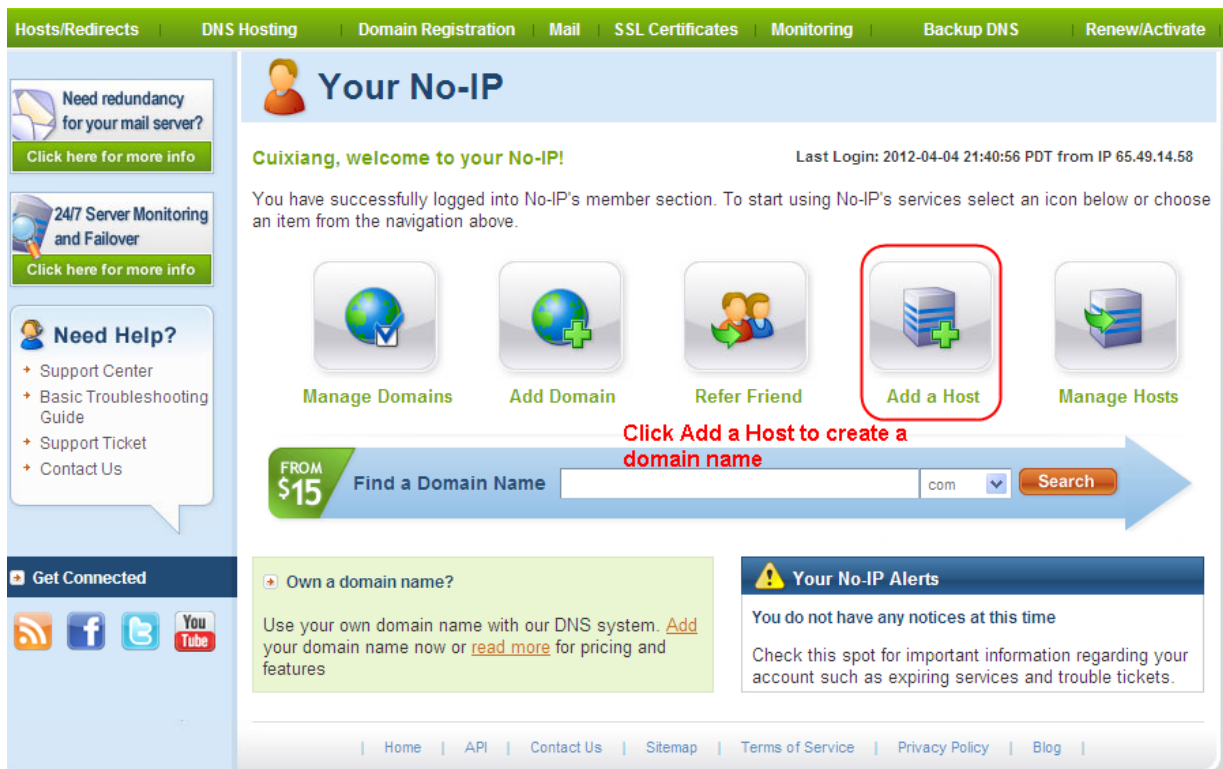 Hosts/Redirects | DNS Hosting | Domain Registration | Mail | SSL Certificates | Monitoring | Backup DNS | Renew/Activate
Need redundancy
for your mail server?
Click here for more info
24/7 Server Monitoring
and Failover
Click here for more info
Need Help?
Support Center
Basic Troubleshooting
Guide
Support Ticket
Contact Us
Get Connected
You
Tube
Your No-IP
Cuixiang, welcome to your No-IP!
Last Login: 2012-04-04 21:40:56 PDT from IP 65.49.14.58
You have successfully logged into No-IP's member section. To start using No-IP's services select an icon below or choose
an item from the navigation above.
Manage Domains
Add Domain
Refer Friend
Add a Host
Manage Hosts
Click Add a Host to create a
domain name
FROM
$15
Find a Domain Name
com
Search
Own a domain name?
Use your own domain name with our DNS system. Add
your domain name now or read more for pricing and
features
Your No-IP Alerts
You do not have any notices at this time
Check this spot for important information regarding your
account such as expiring services and trouble tickets.
| Home | API | Contact Us | Sitemap | Terms of Service | Privacy Policy | Blog |